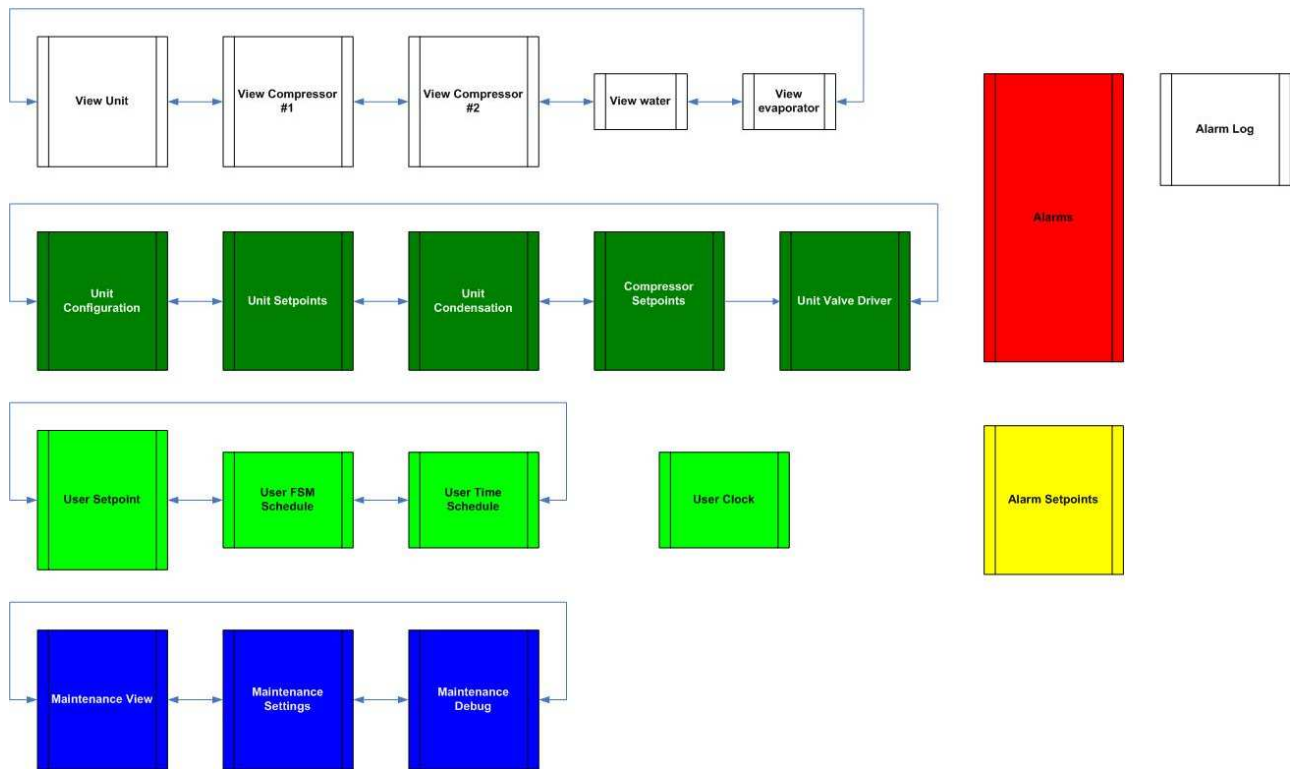 View Unit
View Compressor
#1
View Compressor
#2
View water
View
evaporator
Alarms
Alarm Log
Unit
Configuration
Unit Setpoints
Unit
Condensation
Compressor
Setpoints
Unit Valve Driver
User Setpoint
User FSM
Schedule
User Time
Schedule
User Clock
Alarm Setpoints
Maintenance View
Maintenance
Settings
Maintenance
Debug